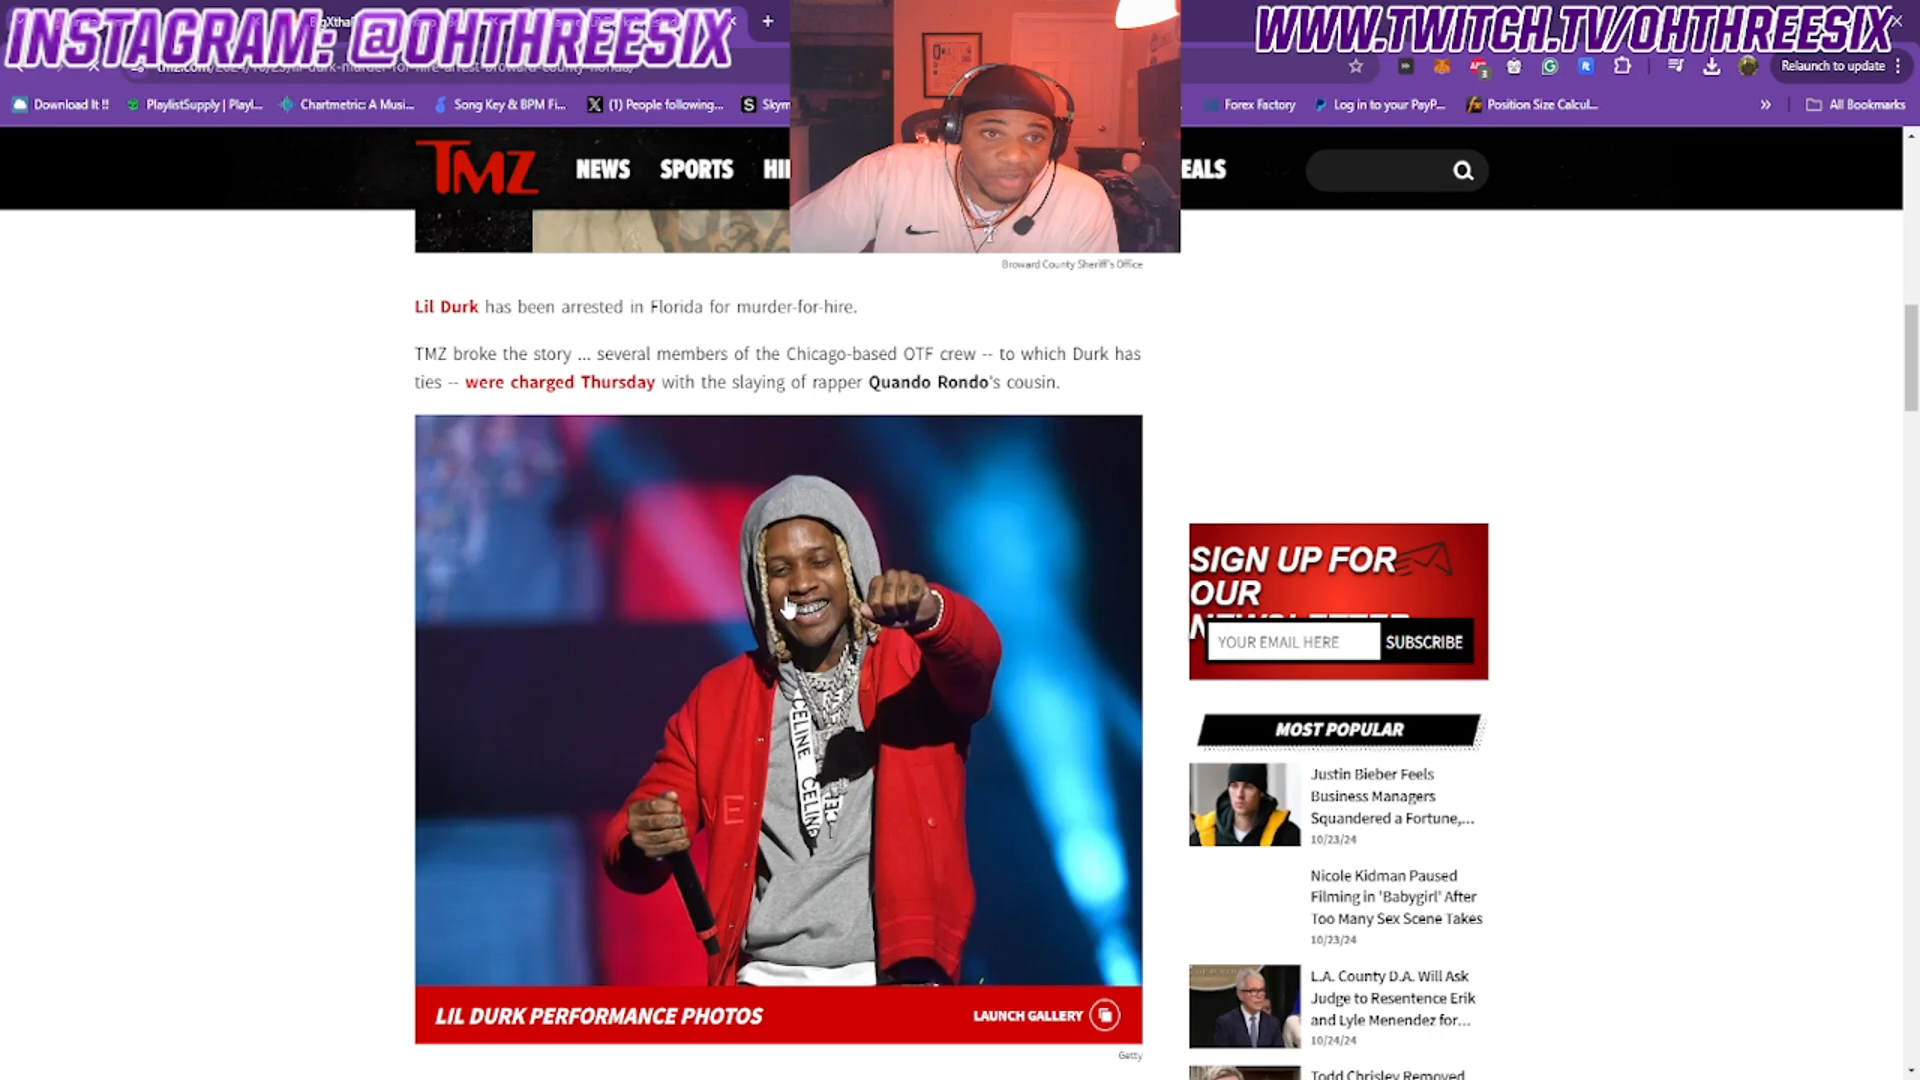 INSTAGRAM: @OHTHREESIX
WWW.TWITCH.TV/OHTHREESIX
Relaunch to update
Download It !!
PlaylistSupply | Playl...
Chartmetric: A Musi...
Song Key & BPM Fi...
(1) People following...
Forex Factory
Log in to your PayP...
Position Size Calcul...
All Bookmarks
TMZ
NEWS
SPORTS
Broward County Sheriff's Office
Lil Durk has been arrested in Florida for murder-for-hire.
TMZ broke the story ... several members of the Chicago-based OTF crew -- to which Durk has
ties -- were charged Thursday with the slaying of rapper Quando Rondo's cousin.
CELINE
CELINE
VE
LIL DURK PERFORMANCE PHOTOS
LAUNCH GALLERY
Getty
SIGN UP FOR
OUR
YOUR EMAIL HERE
SUBSCRIBE
MOST POPULAR
Justin Bieber Feels
Business Managers
Squandered a Fortune,...
10/23/24
Nicole Kidman Paused
Filming in 'Babygirl' After
Too Many Sex Scene Takes
10/23/24
L.A. County D.A. Will Ask
Judge to Resentence Erik
and Lyle Menendez for...
10/24/24
Todd Chrisley Removed